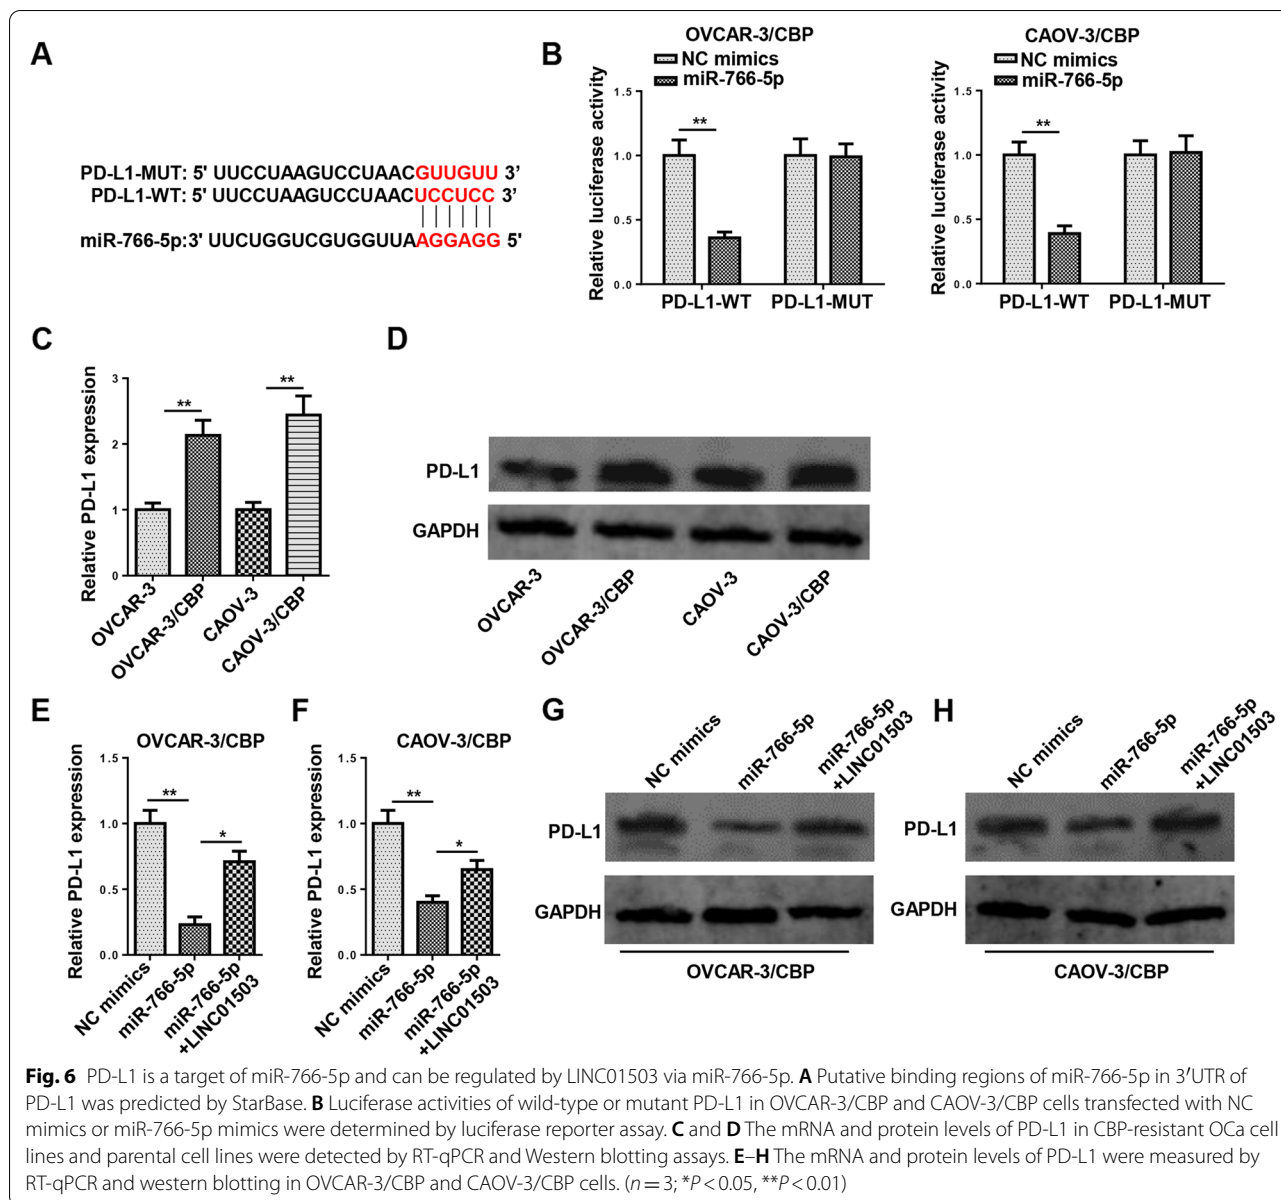 A
PD-L1-MUT: 5' UUCCUAAGUCCUAACGUUGUU 3'
PD-L1-WT: 5' UUCCUAAGUCCUAACUCCUCC 3'
miR-766-5p:3' UUCUGGUCGUGGUUAAGGAGG 5'
B
OVCAR-3/CBP
NC mimics
miR-766-5p
Relative luciferase activity
1.5
1.0
0.5
0.0
**
PD-L1-WT PD-L1-MUT
CAOV-3/CBP
NC mimics
miR-766-5p
Relative luciferase activity
1.5
1.0
0.5
0.0
**
PD-L1-WT PD-L1-MUT
C
Relative PD-L1 expression
3
2
1
0
**
**
OVCAR-3
OVCAR-3/CBP
CAOV-3
CAOV-3/CBP
D
PD-L1
GAPDH
OVCAR-3
OVCAR-3/CBP
CAOV-3
CAOV-3/CBP
E
OVCAR-3/CBP
Relative PD-L1 expression
1.5
1.0
0.5
0.0
**
*
NC mimics
miR-766-5p
miR-766-5p
+LINC01503
F
CAOV-3/CBP
Relative PD-L1 expression
1.5
1.0
0.5
0.0
**
*
NC mimics
miR-766-5p
miR-766-5p
+LINC01503
G
NC mimics
miR-766-5p
miR-766-5p
+LINC01503
PD-L1
GAPDH
OVCAR-3/CBP
H
NC mimics
miR-766-5p
miR-766-5p
+LINC01503
PD-L1
GAPDH
CAOV-3/CBP
Fig. 6 PD-L1 is a target of miR-766-5p and can be regulated by LINC01503 via miR-766-5p. A Putative binding regions of miR-766-5p in 3′UTR of
PD-L1 was predicted by StarBase. B Luciferase activities of wild-type or mutant PD-L1 in OVCAR-3/CBP and CAOV-3/CBP cells transfected with NC
mimics or miR-766-5p mimics were determined by luciferase reporter assay. C and D The mRNA and protein levels of PD-L1 in CBP-resistant OCa cell
lines and parental cell lines were detected by RT-qPCR and Western blotting assays. E–H The mRNA and protein levels of PD-L1 were measured by
RT-qPCR and western blotting in OVCAR-3/CBP and CAOV-3/CBP cells. (n = 3; *P < 0.05, **P < 0.01)